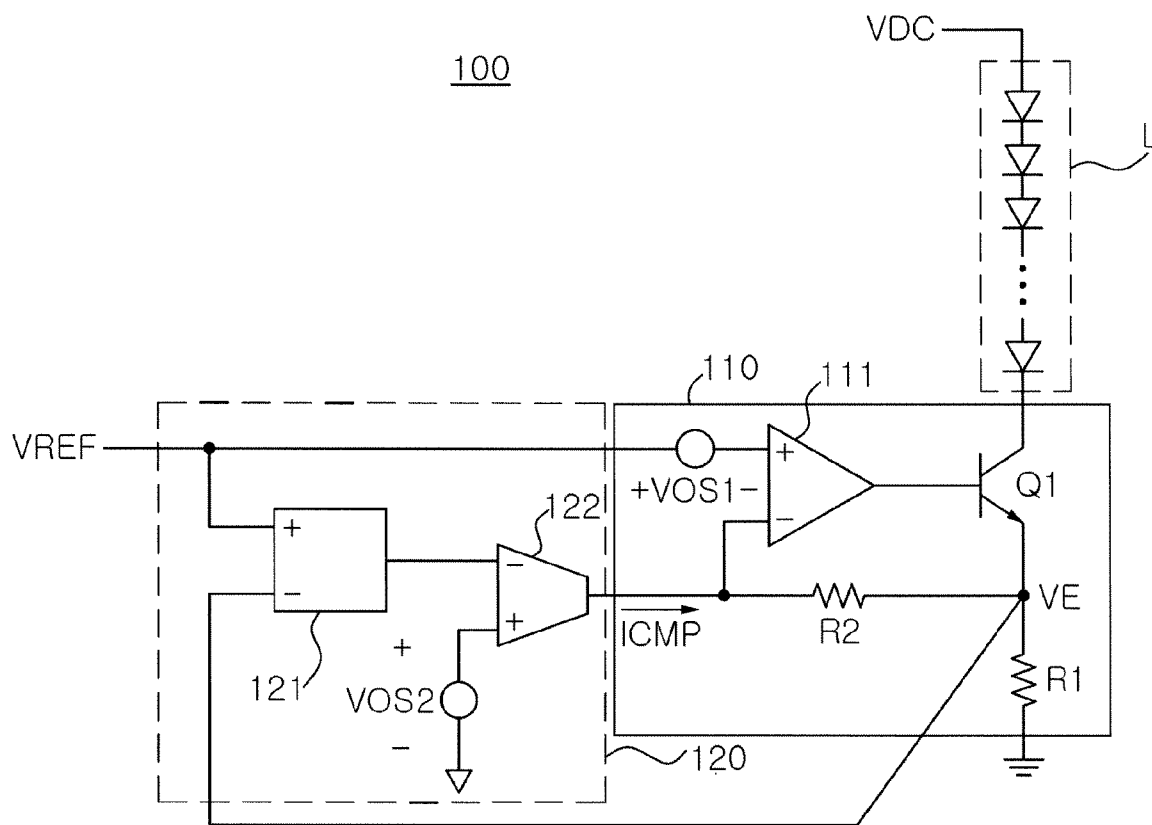 VDC
100
L
110
111
VREF
+
+VOS1-
Q1
122
-
+
-
-
+
VE
ICMP
R2
+
121
VOS2
R1
-
120